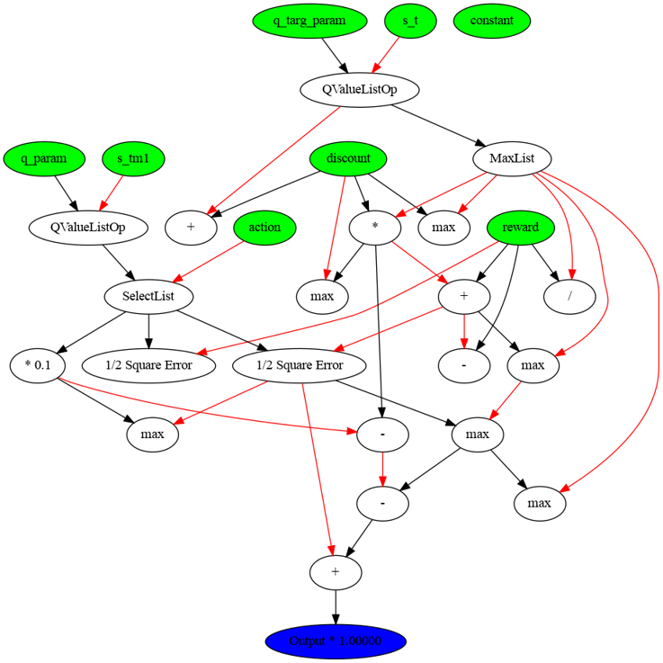 q_targ_param
s_t
constant
QValueListOp
q_param
s_tm1
discount
MaxList
QValueListOp
+
action
*
max
reward
SelectList
max
+
/
* 0.1
1/2 Square Error
1/2 Square Error
-
max
max
-
max
-
max
+
Output * 1.00000